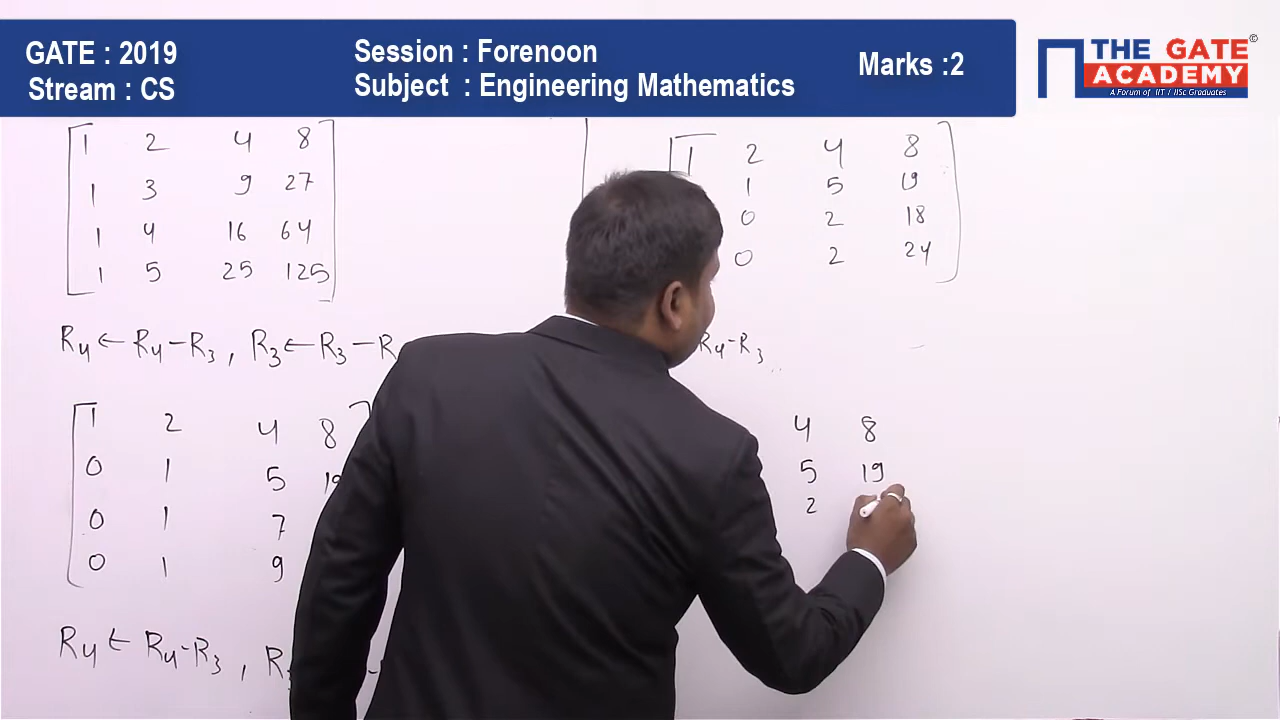 GATE : 2019
Stream : CS
Session : Forenoon
Subject : Engineering Mathematics
Marks :2
THE GATE
ACADEMY
©
A Forum of IIT / IISc Graduates
1 2 4 8
1 3 9 27
1 4 16 64
1 5 25 125
R4 ← R4 - R3 , R3 ← R3 - R
1 2 4 8
0 1 5 19
0 1 7
0 1 9
R4 ← R4 - R3 , R3
1 2 4 8
1 5 19
0 2 18
0 2 24
R4 - R3
4 8
5 19
2